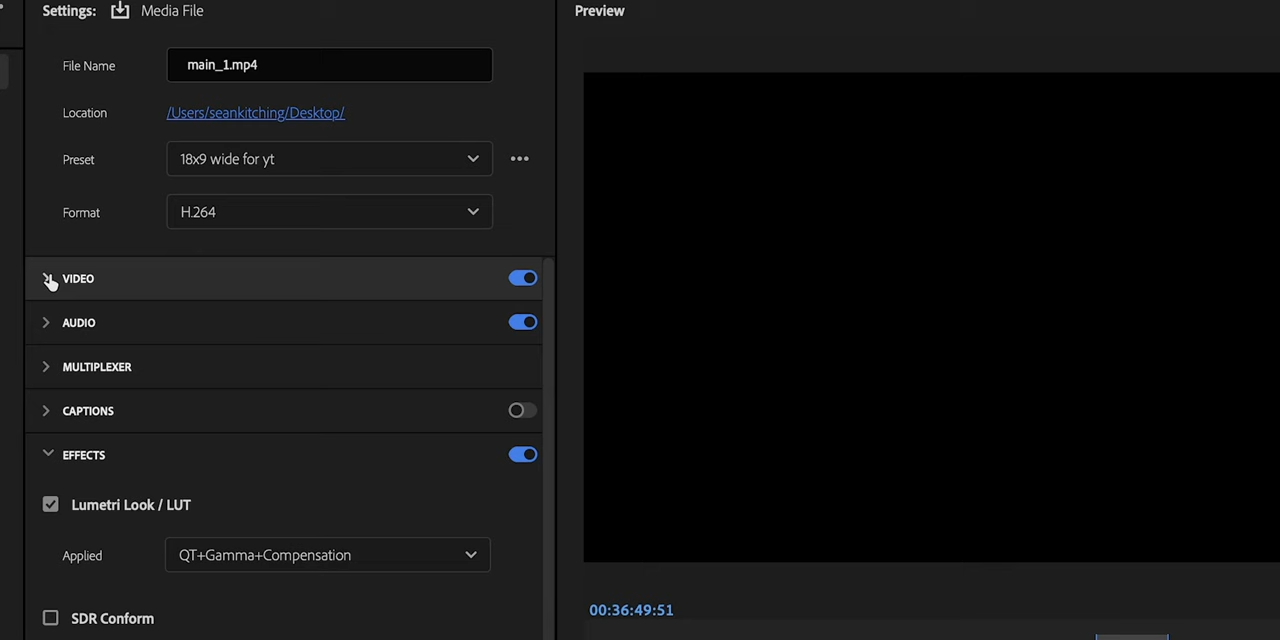 Settings: Media File
File Name main_1.mp4
Location /Users/seankitching/Desktop/
Preset 18x9 wide for yt
Format H.264
VIDEO
AUDIO
MULTIPLEXER
CAPTIONS
EFFECTS
Lumetri Look / LUT
Applied QT+Gamma+Compensation
SDR Conform
Preview
00:36:49:51